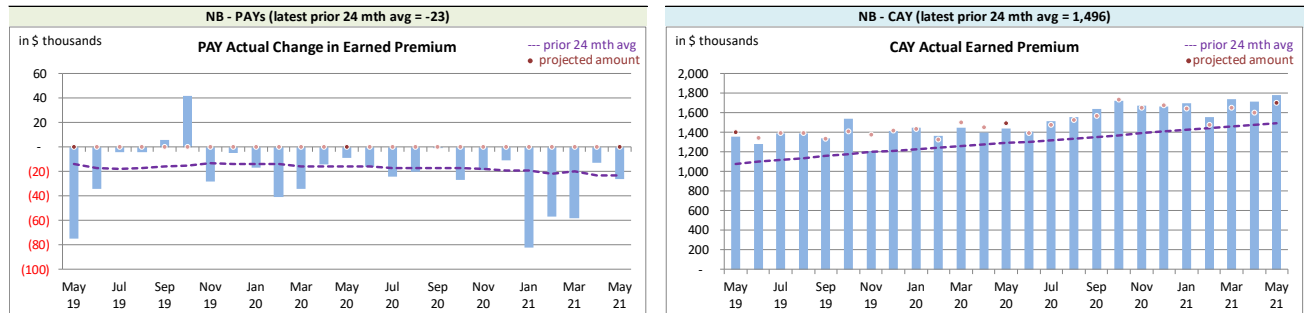 NB - PAYs (latest prior 24 mth avg = -23)
in $ thousands
PAY Actual Change in Earned Premium
--- prior 24 mth avg
• projected amount
60
40
20
-
(20)
(40)
(60)
(80)
(100)
May 19
Jul 19
Sep 19
Nov 19
Jan 20
Mar 20
May 20
Jul 20
Sep 20
Nov 20
Jan 21
Mar 21
May 21
NB - CAY (latest prior 24 mth avg = 1,496)
in $ thousands
CAY Actual Earned Premium
--- prior 24 mth avg
• projected amount
2,000
1,800
1,600
1,400
1,200
1,000
800
600
400
200
-
May 19
Jul 19
Sep 19
Nov 19
Jan 20
Mar 20
May 20
Jul 20
Sep 20
Nov 20
Jan 21
Mar 21
May 21